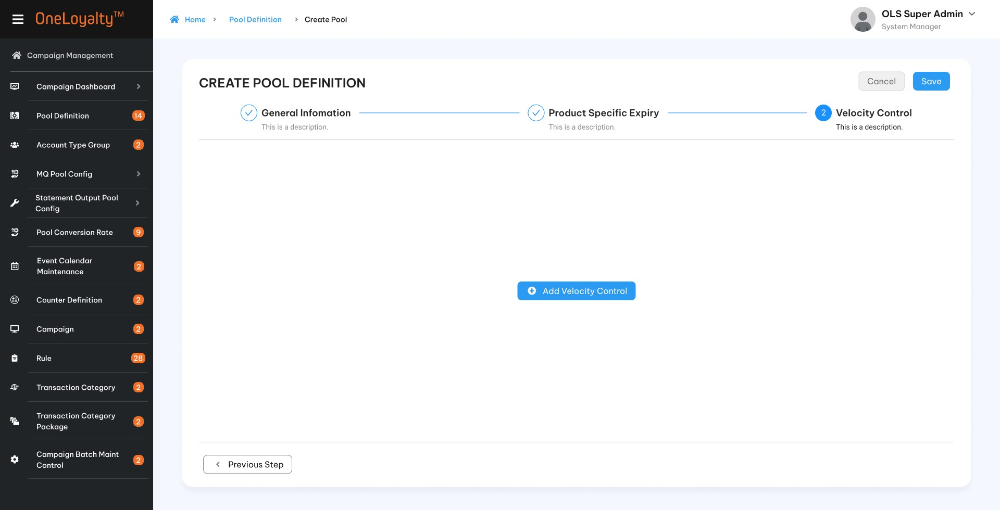 OneLoyalty™
Home > Pool Definition > Create Pool
OLS Super Admin
System Manager
Campaign Management
Campaign Dashboard
Pool Definition 14
Account Type Group 2
MQ Pool Config
Statement Output Pool
Config
Pool Conversion Rate 9
Event Calendar
Maintenance 2
Counter Definition 2
Campaign 2
Rule 28
Transaction Category 2
Transaction Category
Package 2
Campaign Batch Maint
Control 2
CREATE POOL DEFINITION
Cancel
Save
General Infomation
This is a description.
Product Specific Expiry
This is a description.
2 Velocity Control
This is a description.
Add Velocity Control
Previous Step